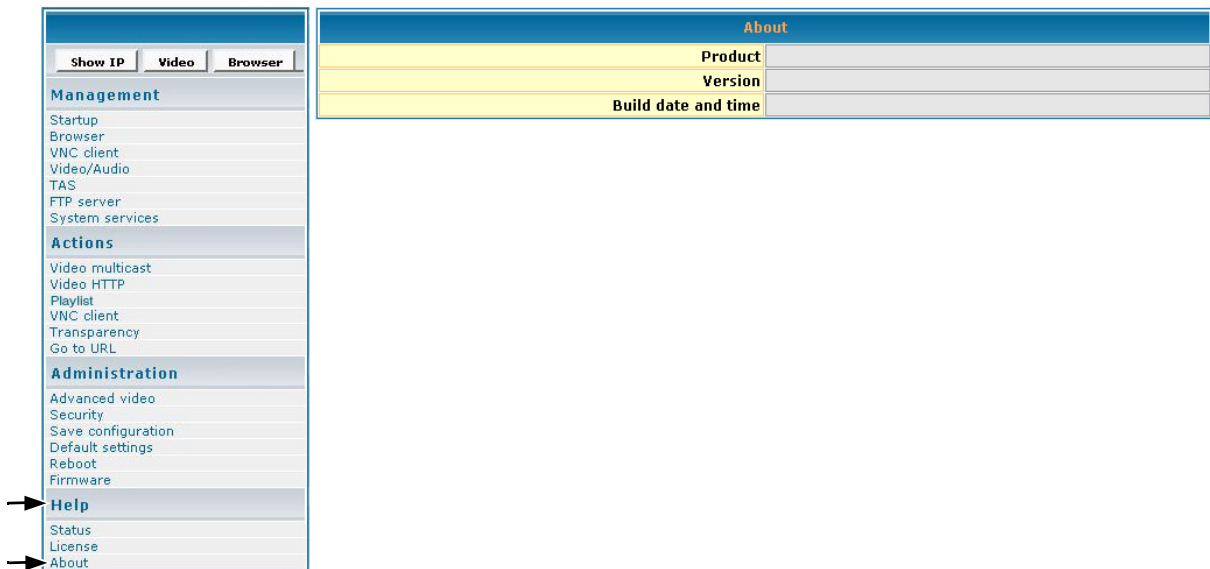 Show IP Video Browser
Management
Startup
Browser
VNC client
Video/Audio
TAS
FTP server
System services
Actions
Video multicast
Video HTTP
Playlist
VNC client
Transparency
Go to URL
Administration
Advanced video
Security
Save configuration
Default settings
Reboot
Firmware
Help
Status
License
About
About
Product
Version
Build date and time